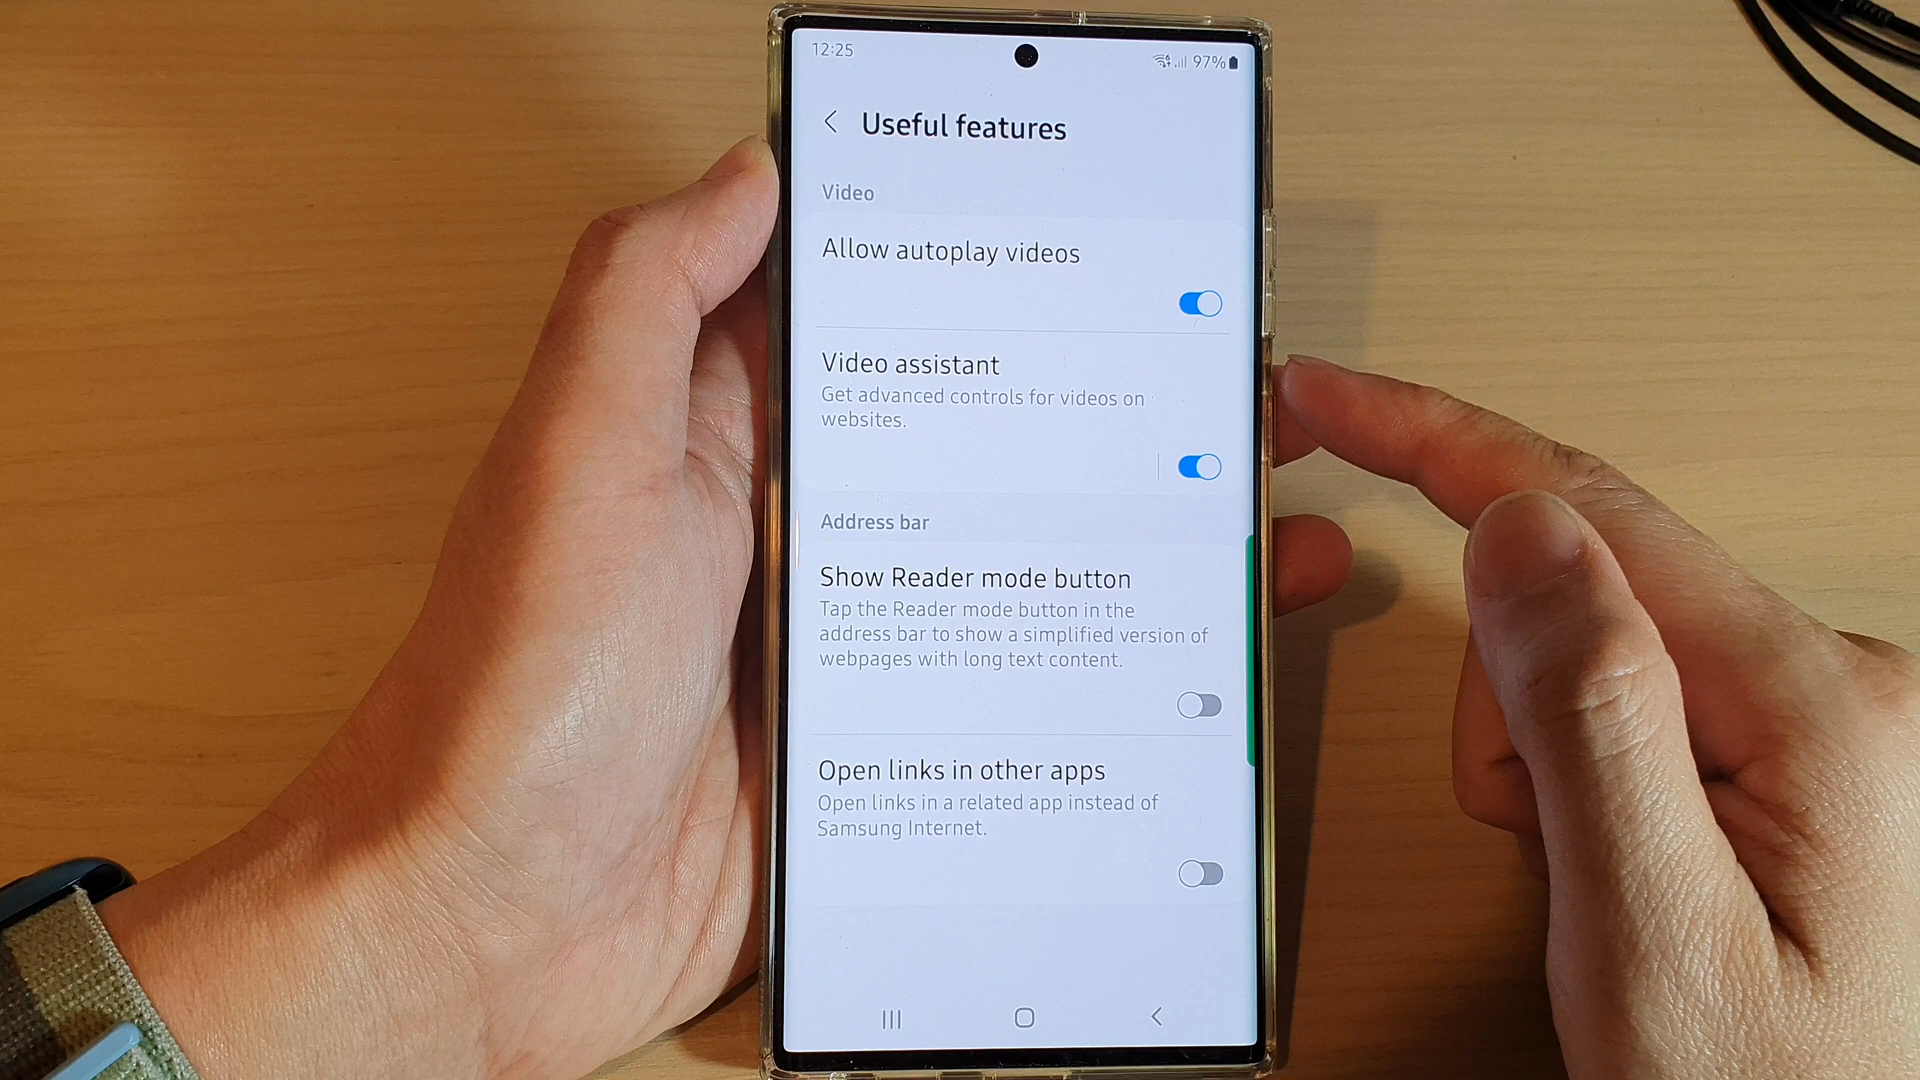 12:25
97%
Useful features
Video
Allow autoplay videos
Video assistant
Get advanced controls for videos on
websites.
Address bar
Show Reader mode button
Tap the Reader mode button in the
address bar to show a simplified version of
webpages with long text content.
Open links in other apps
Open links in a related app instead of
Samsung Internet.